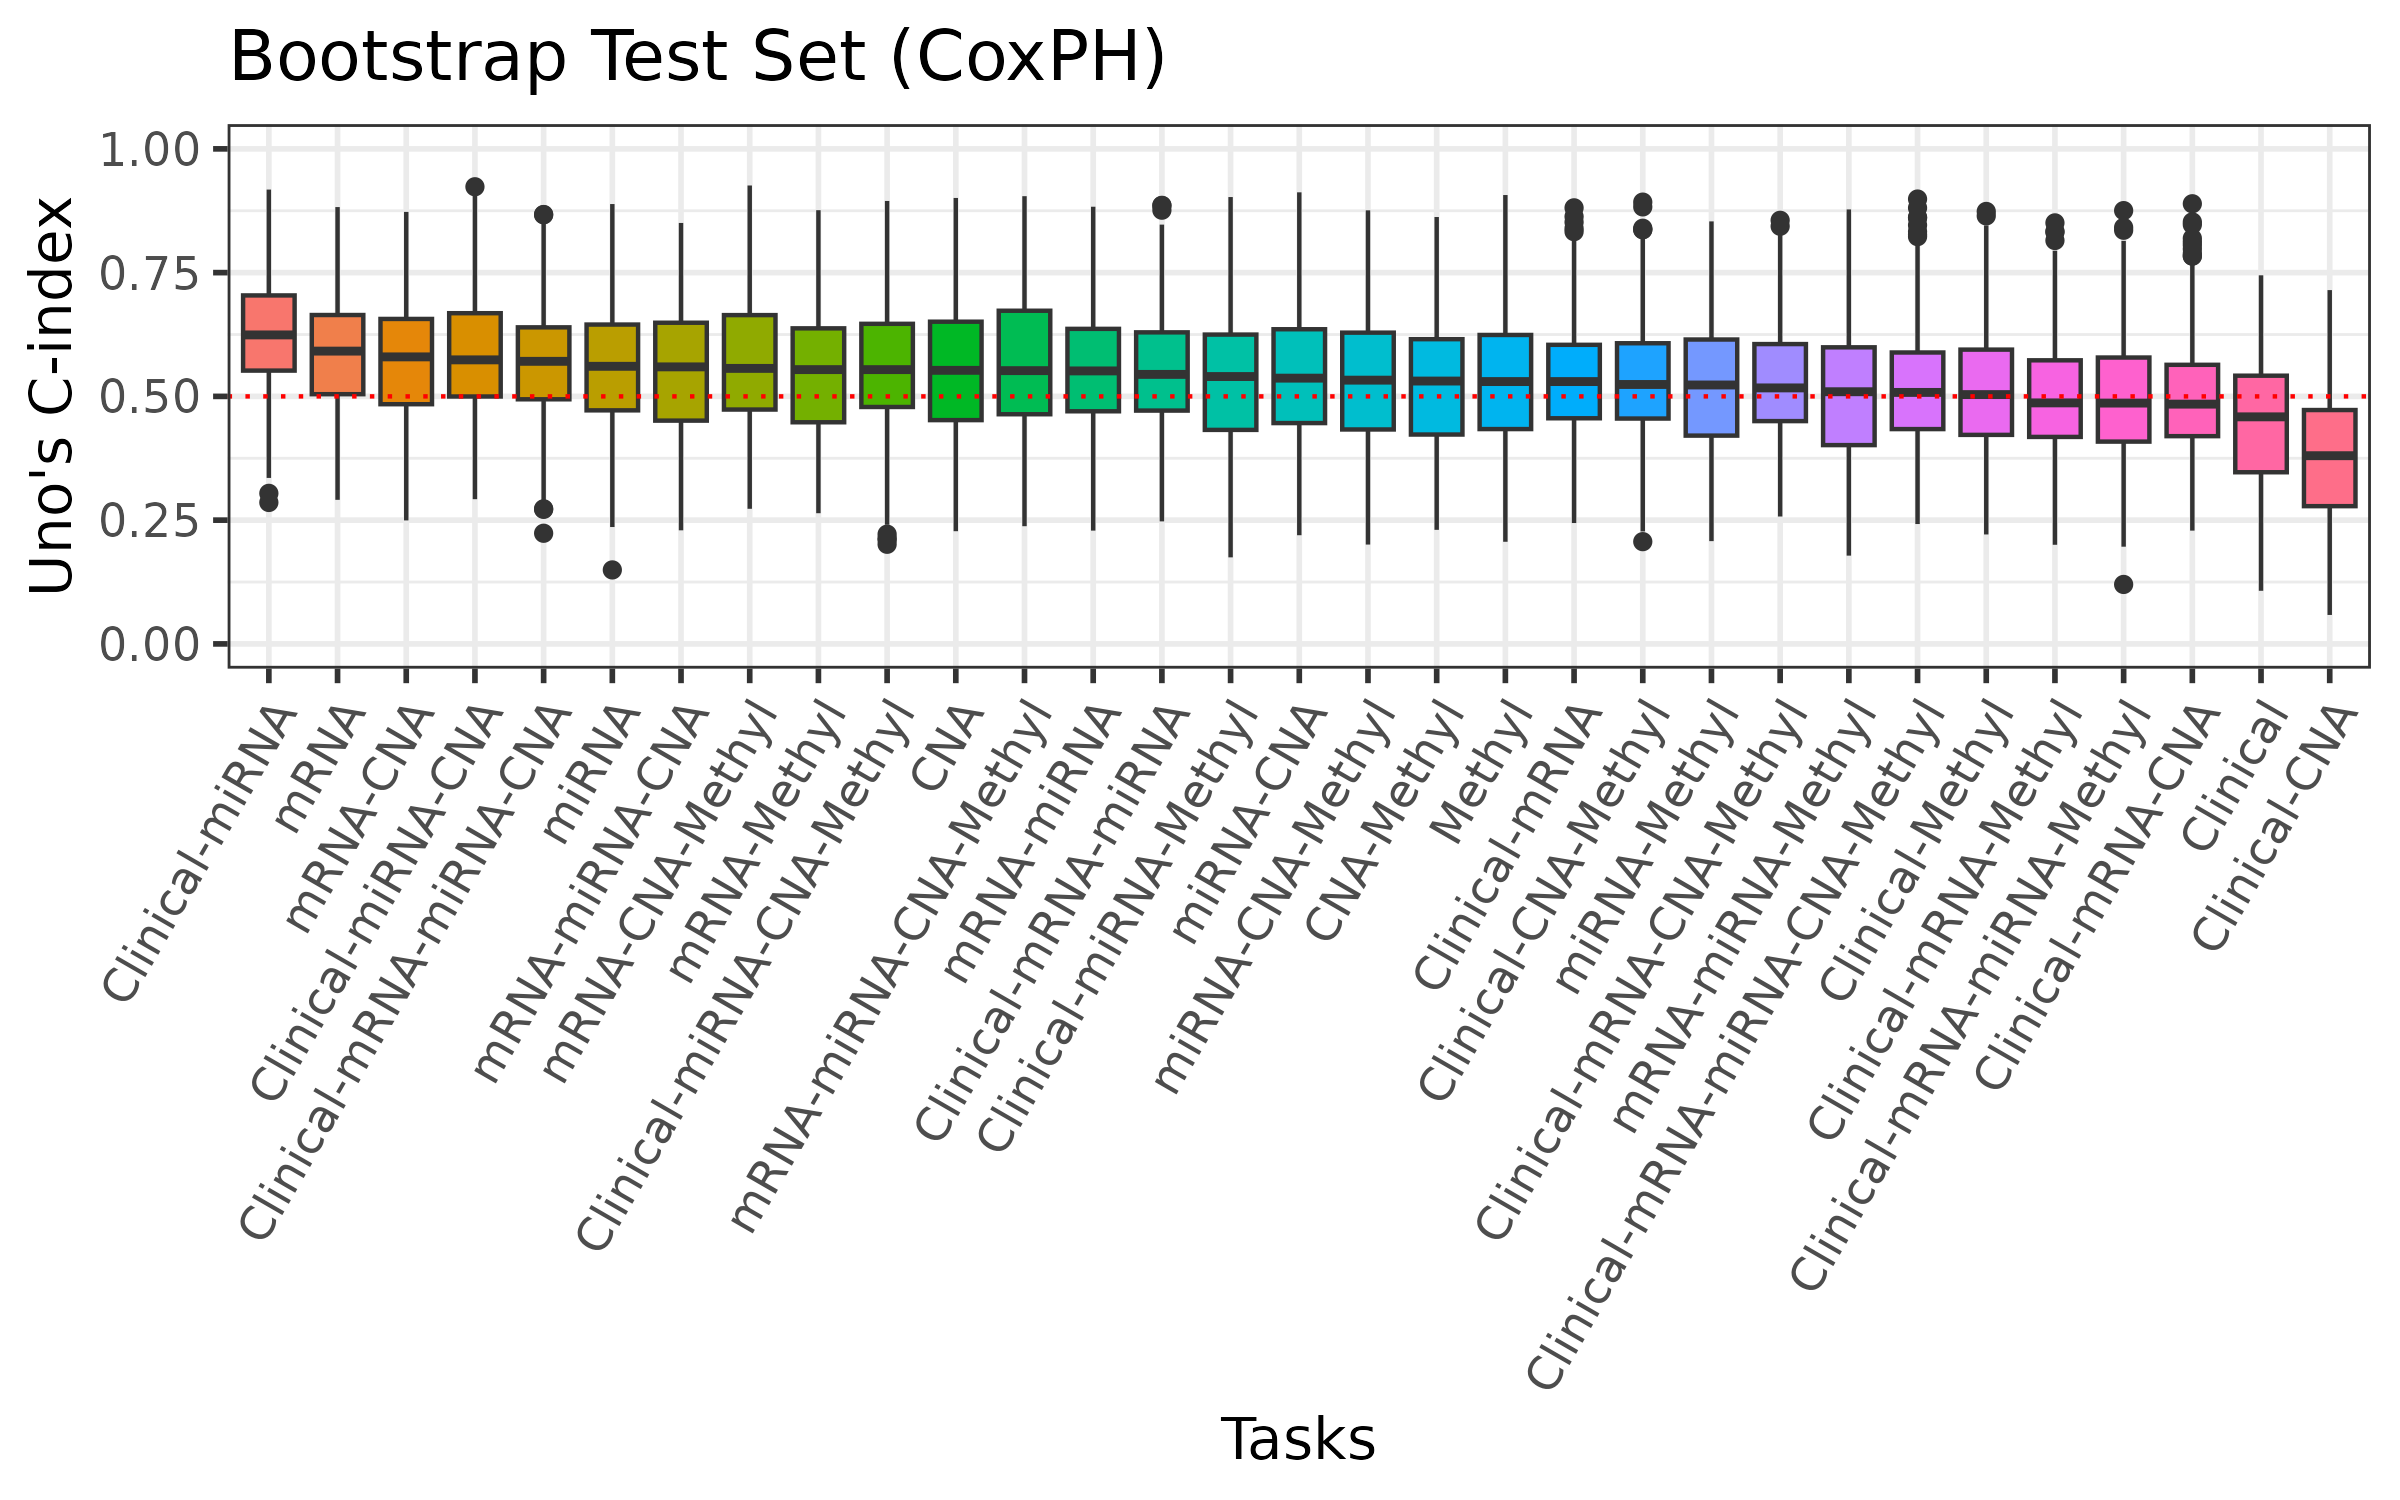 Bootstrap Test Set (CoxPH)
Uno's C-index
1.00
0.75
0.50
0.25
0.00
Clinical-miRNA
mRNA
mRNA-CNA
Clinical-miRNA-CNA
Clinical-mRNA-miRNA-CNA
miRNA
mRNA-miRNA-CNA
mRNA-CNA-Methyl
mRNA-Methyl
Clinical-miRNA-CNA-Methyl
CNA
mRNA-miRNA-CNA-Methyl
mRNA-miRNA
Clinical-mRNA-miRNA
Clinical-miRNA-Methyl
miRNA-CNA
miRNA-CNA-Methyl
CNA-Methyl
Methyl
Clinical-mRNA
Clinical-CNA-Methyl
miRNA-Methyl
Clinical-mRNA-CNA-Methyl
mRNA-miRNA-Methyl
Clinical-mRNA-miRNA-CNA-Methyl
Clinical-Methyl
Clinical-mRNA-Methyl
Clinical-mRNA-miRNA-Methyl
Clinical-mRNA-CNA
Clinical
Clinical-CNA
Tasks